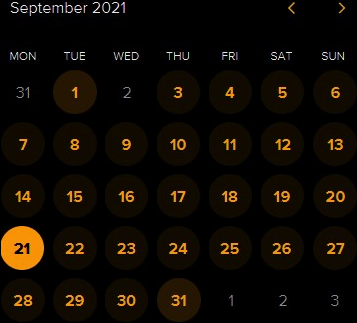 September 2021
MON TUE WED THU FRI SAT SUN
31 1 2 3 4 5 6
7 8 9 10 11 12 13
14 15 16 17 18 19 20
21 22 23 24 25 26 27
28 29 30 31 1 2 3